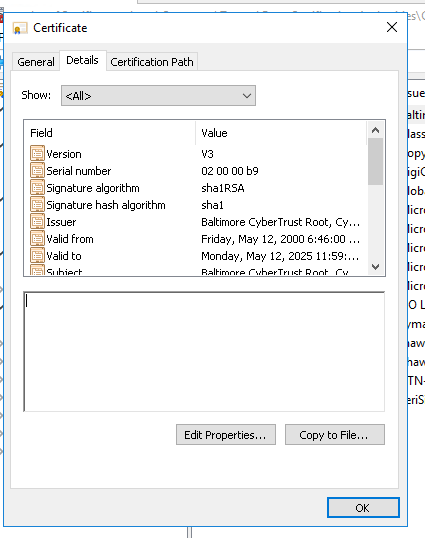 Certificate
General Details Certification Path
Show: <All>
Field Value
Version V3
Serial number 02 00 00 b9
Signature algorithm sha1RSA
Signature hash algorithm sha1
Issuer Baltimore CyberTrust Root, Cy...
Valid from Friday, May 12, 2000 6:46:00 ...
Valid to Monday, May 12, 2025 11:59:...
Subject Baltimore CyberTrust Root, Cy...
Edit Properties... Copy to File...
OK